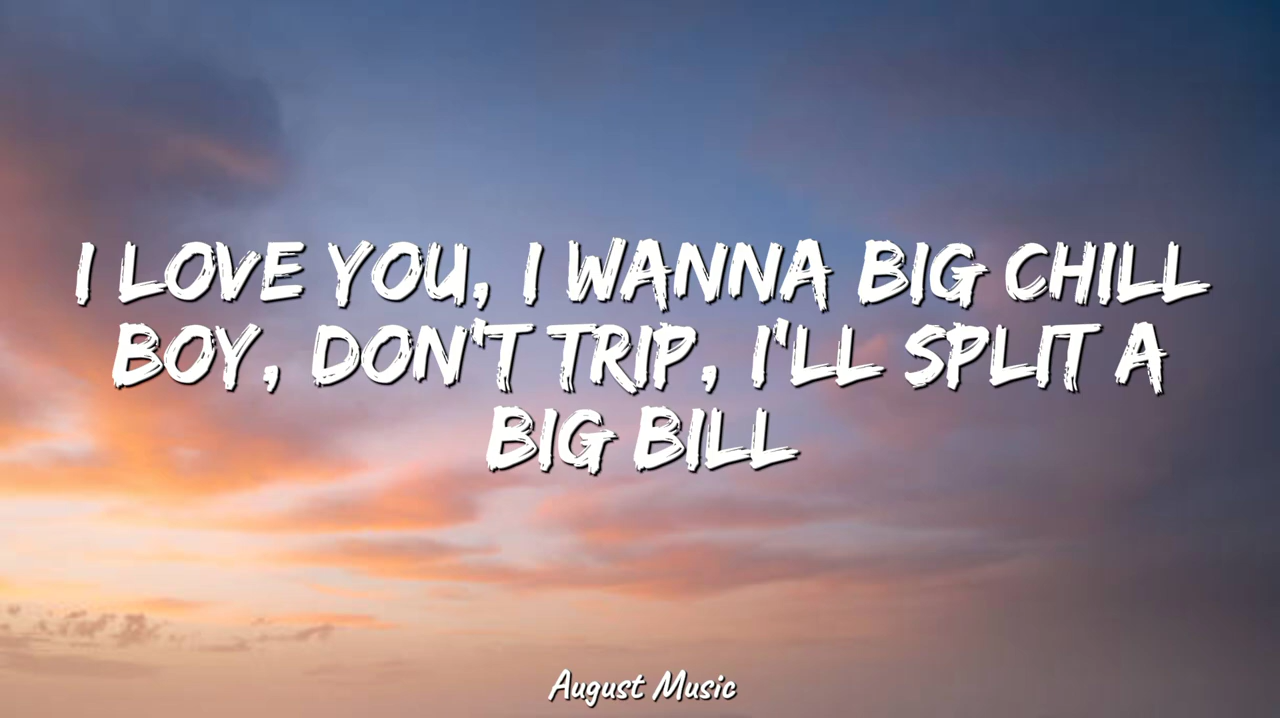 I LOVE YOU, I WANNA BIG CHILL
BOY, DON'T TRIP, I'LL SPLIT A
BIG BILL
August Music